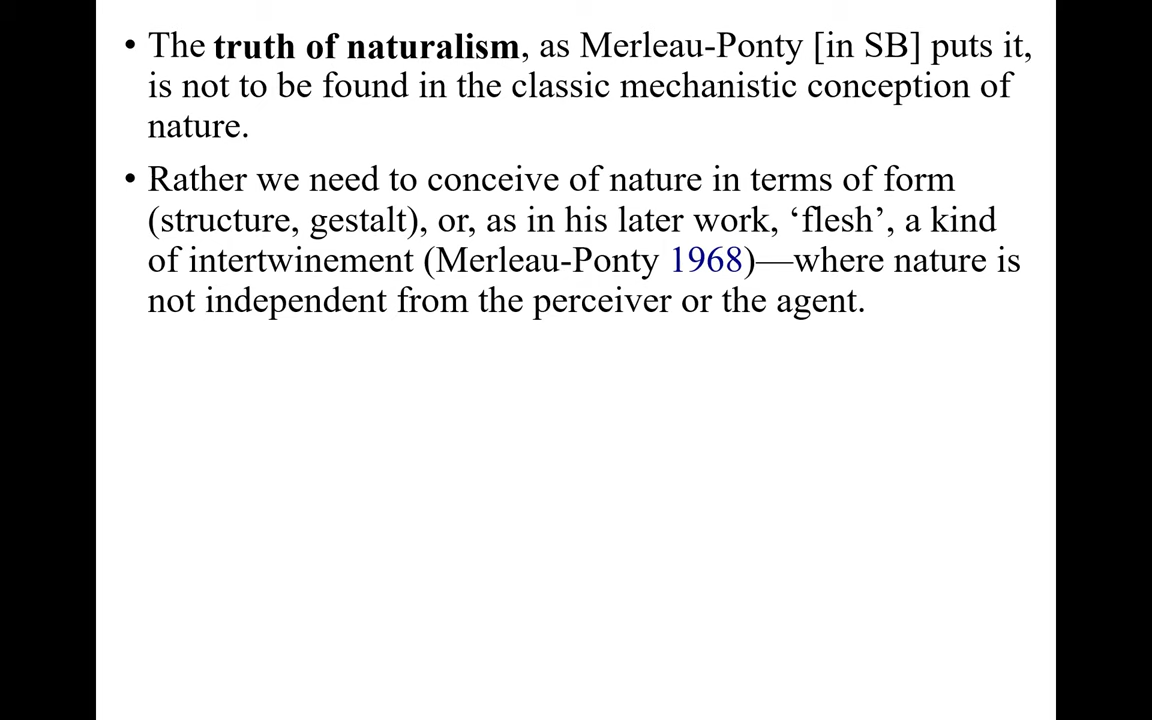 • The truth of naturalism, as Merleau-Ponty [in SB] puts it,
is not to be found in the classic mechanistic conception of
nature.
• Rather we need to conceive of nature in terms of form
(structure, gestalt), or, as in his later work, ‘flesh’, a kind
of intertwinement (Merleau-Ponty 1968)—where nature is
not independent from the perceiver or the agent.